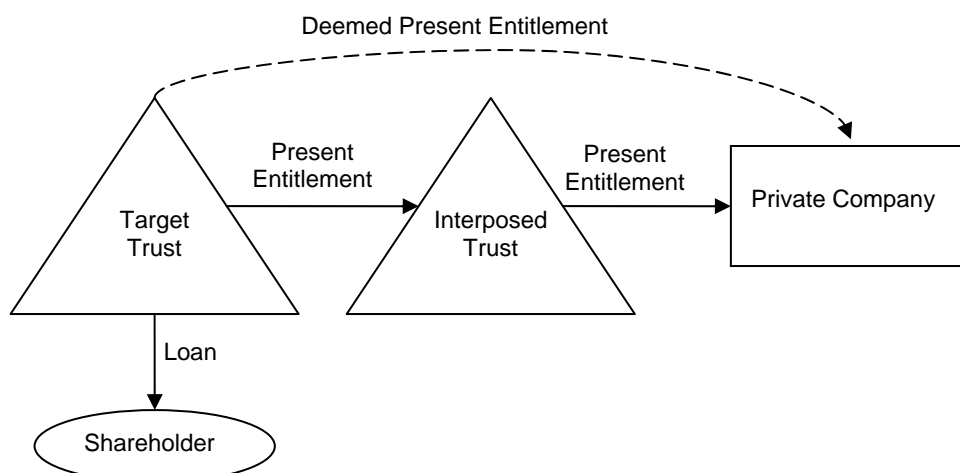 Deemed Present Entitlement
Present
Entitlement
Present
Entitlement
Private Company
Target
Trust
Interposed
Trust
Loan
Shareholder